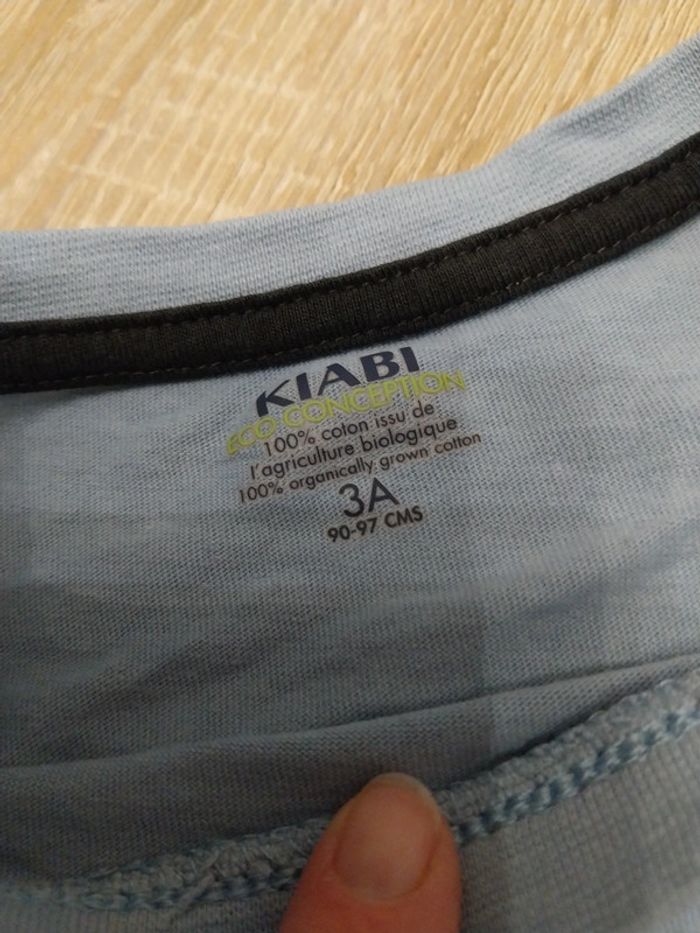 KIABI
ECO CONCEPTION
100% coton issu de
l'agriculture biologique
100% organically grown cotton
3A
90-97 CMS